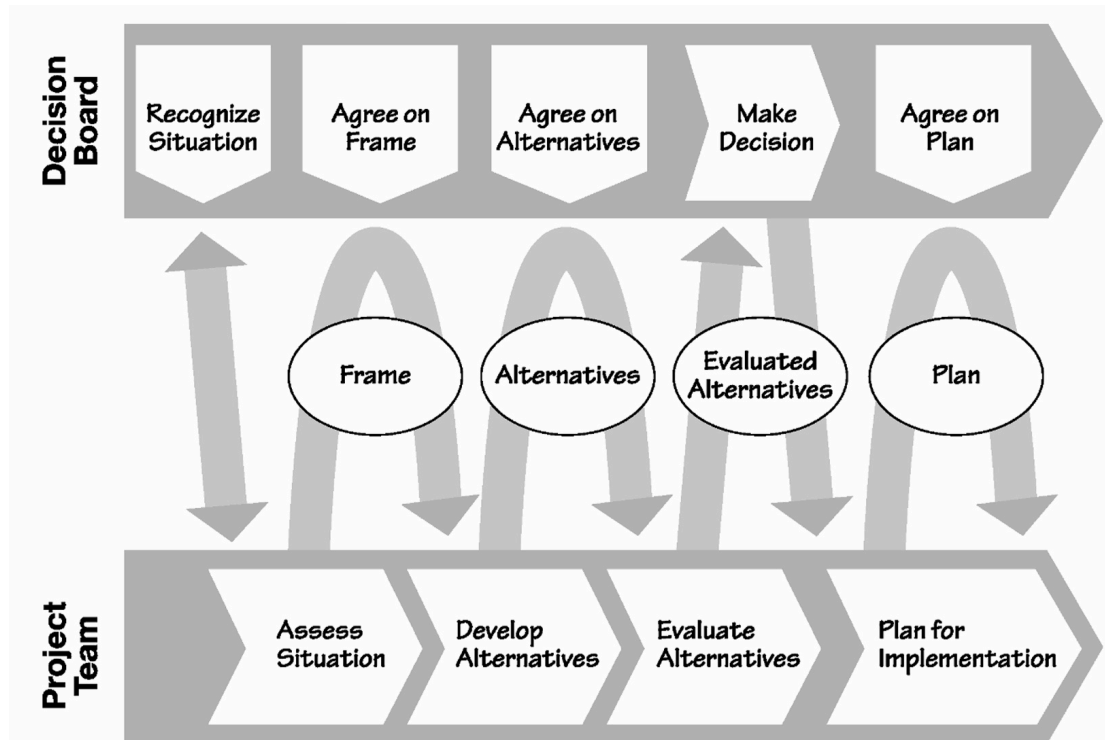 Decision
Board
Recognize
Situation
Agree on
Frame
Agree on
Alternatives
Make
Decision
Agree on
Plan
Frame
Alternatives
Evaluated
Alternatives
Plan
Project
Team
Assess
Situation
Develop
Alternatives
Evaluate
Alternatives
Plan for
Implementation